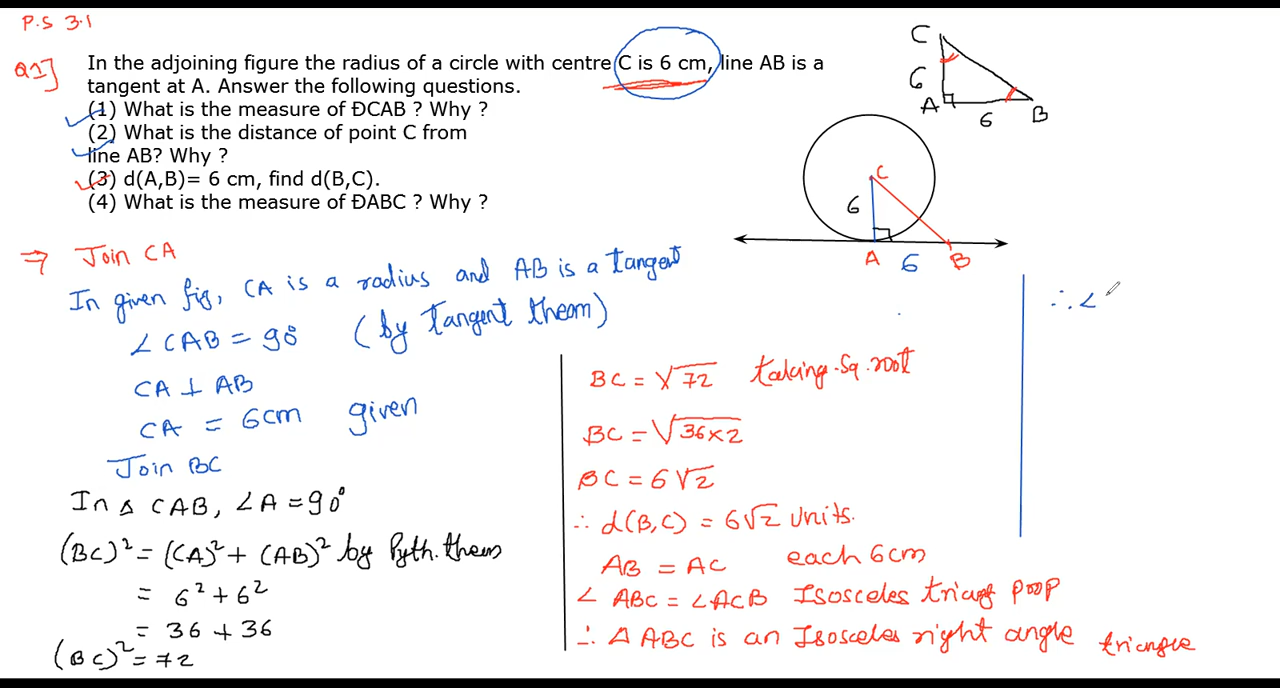 P.S 3.1
Q1]
In the adjoining figure the radius of a circle with centre C is 6 cm, line AB is a
tangent at A. Answer the following questions.
(1) What is the measure of ĐCAB ? Why ?
(2) What is the distance of point C from
line AB? Why ?
(3) d(A,B)= 6 cm, find d(B,C).
(4) What is the measure of ĐABC ? Why ?
C
6
A
6
B
C
6
A
6
B
⇒ Join CA
In given fig, CA is a radius and AB is a tangent
∠CAB = 90° (by Tangent theom)
CA ⊥ AB
CA = 6cm given
Join BC
In △ CAB, ∠A = 90°
(BC)² = (CA)² + (AB)² by Pyth. them
= 6² + 6²
= 36 + 36
(BC)² = 72
BC = √72 taking sq. root
BC = √36×2
BC = 6√2
∴ d(B,C) = 6√2 units.
AB = AC each 6cm
∠ ABC = ∠ACB Isosceles triang prop
∴ △ ABC is an Isosceles right angle triangle
∴ ∠